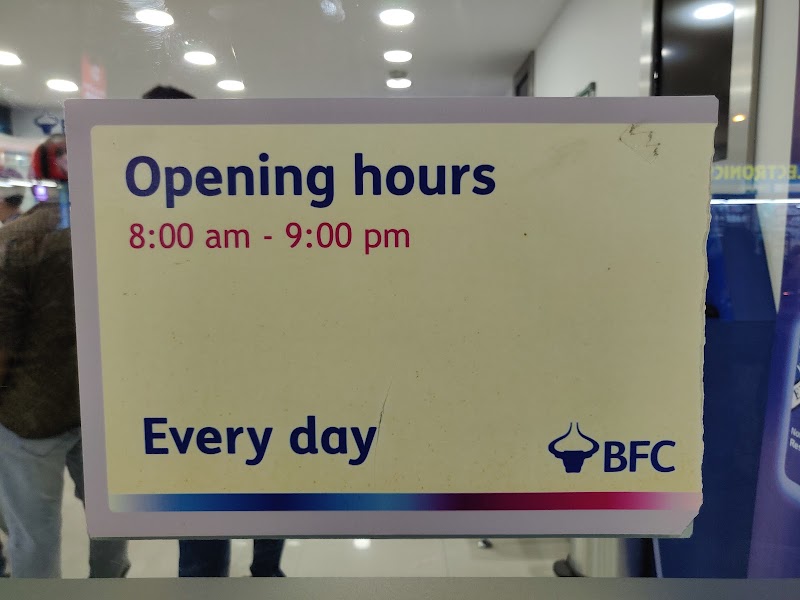 Opening hours
8:00 am - 9:00 pm
Every day
BFC